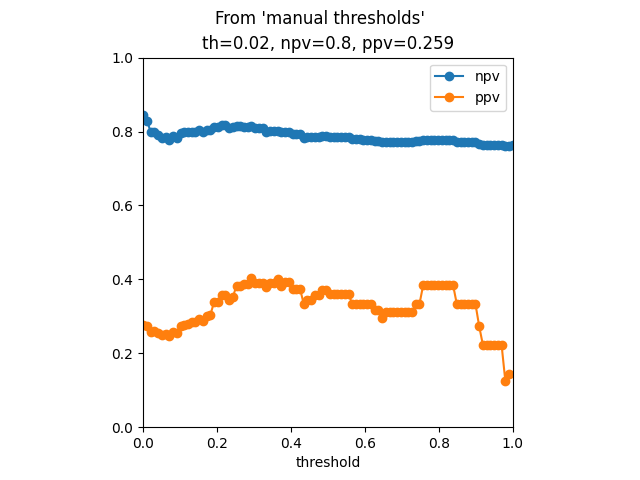 From 'manual thresholds'
th=0.02, npv=0.8, ppv=0.259
npv
ppv
1.0
0.8
0.6
0.4
0.2
0.0
0.0 0.2 0.4 0.6 0.8 1.0
threshold